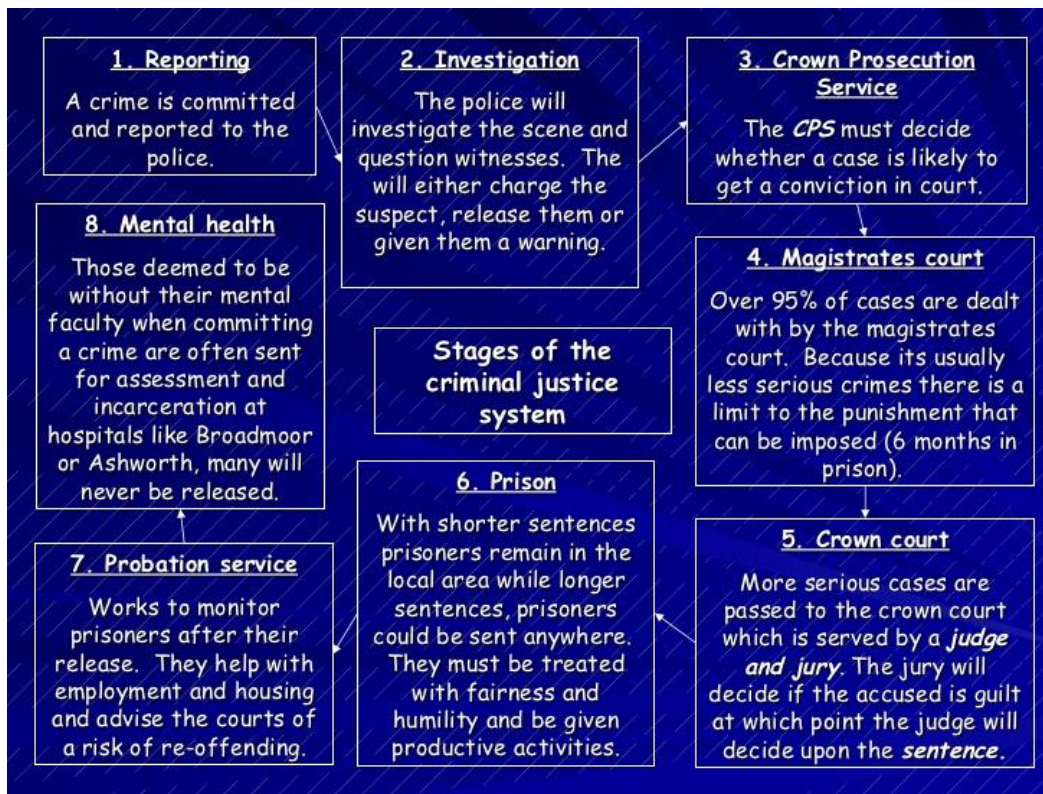 1. Reporting
A crime is committed
and reported to the
police.
2. Investigation
The police will
investigate the scene and
question witnesses. The
will either charge the
suspect, release them or
given them a warning.
3. Crown Prosecution
Service
The CPS must decide
whether a case is likely to
get a conviction in court.
4. Magistrates court
Over 95% of cases are dealt
with by the magistrates
court. Because its usually
less serious crimes there is a
limit to the punishment that
can be imposed (6 months in
prison).
5. Crown court
More serious cases are
passed to the crown court
which is served by a judge
and jury. The jury will
decide if the accused is guilt
at which point the judge will
decide upon the sentence.
6. Prison
With shorter sentences
prisoners remain in the
local area while longer
sentences, prisoners
could be sent anywhere.
They must be treated
with fairness and
humility and be given
productive activities.
7. Probation service
Works to monitor
prisoners after their
release. They help with
employment and housing
and advise the courts of
a risk of re-offending.
8. Mental health
Those deemed to be
without their mental
faculty when committing
a crime are often sent
for assessment and
incarceration at
hospitals like Broadmoor
or Ashworth, many will
never be released.
Stages of the
criminal justice
system